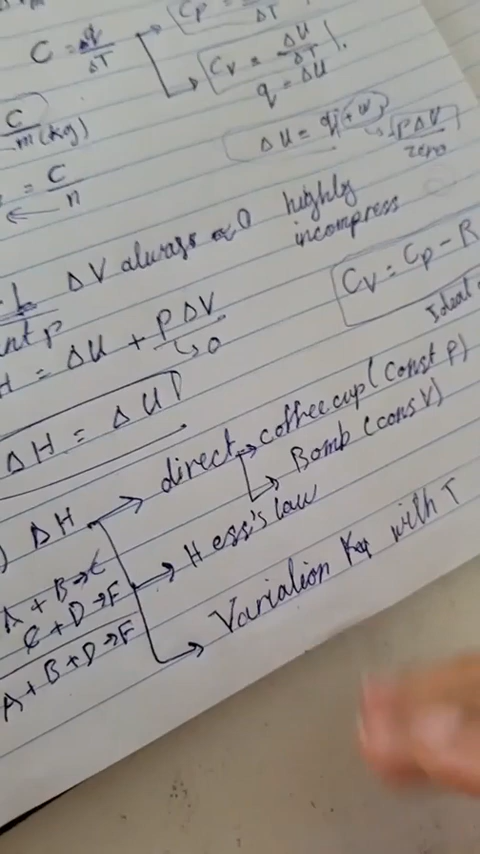 Cp =
ΔT
C = q/ΔT
Cv = ΔU/ΔT
q = ΔU
C
m(kg)
ΔU = q + w
PΔV
zero
= C/n
ΔV always ≈ 0 highly
incompress
Cv = Cp - R
Ideal
H = ΔU + PΔV
0
ΔH = ΔU
direct → coffee cup (const P)
Bomb (cons V)
ΔH
Hess's law
A + B → C
C + D → F
A + B + D → F
Variation Keq with T